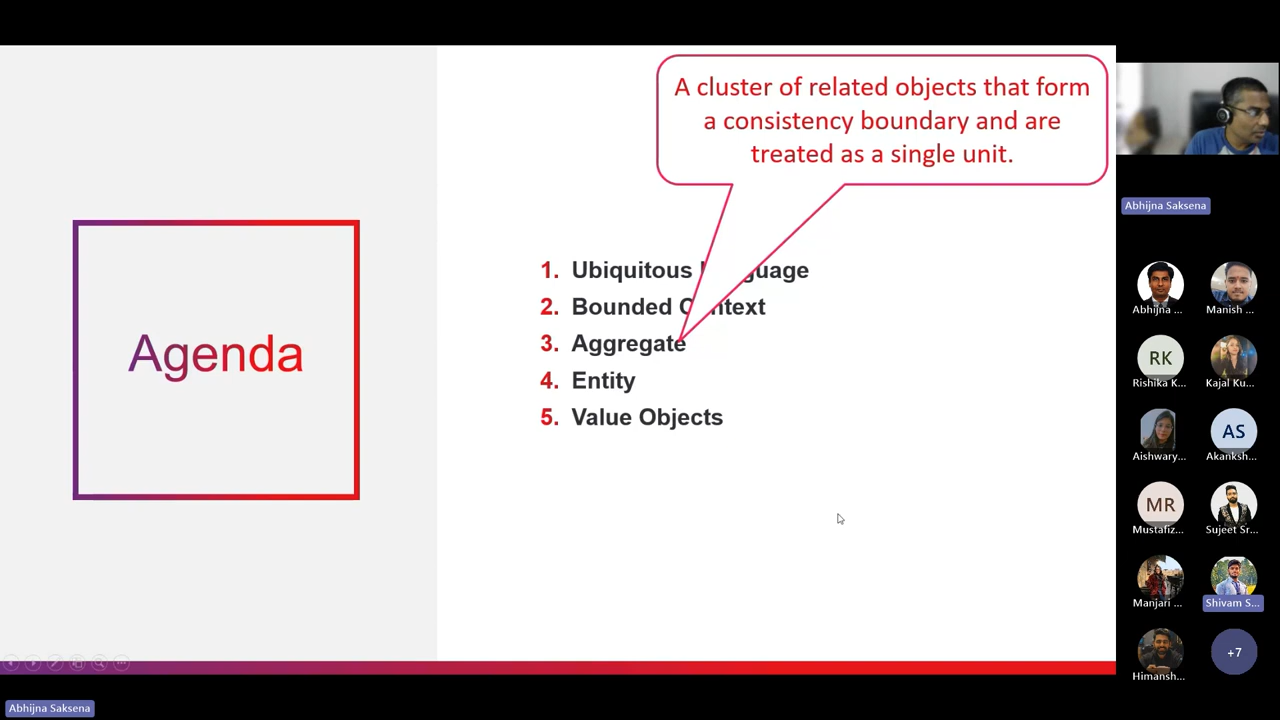 A cluster of related objects that form
a consistency boundary and are
treated as a single unit.
Agenda
1. Ubiquitous guage
2. Bounded C ntext
3. Aggregate
4. Entity
5. Value Objects
Abhijna Saksena
Abhijna ...
Manish ...
RK
Rishika K...
Kajal Ku...
Aishwary...
AS
Akanksh...
MR
Mustafiz...
Sujeet Sr...
Manjari ...
Shivam S...
Himansh...
+7
Abhijna Saksena